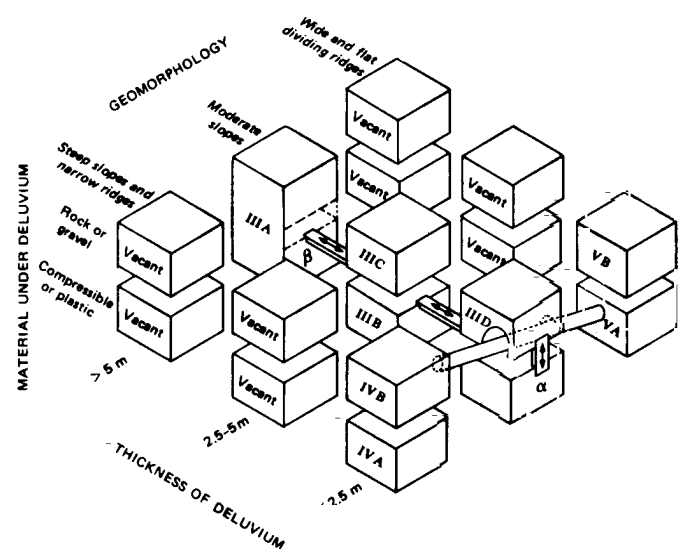 Wide and flat
dividing ridges
GEOMORPHOLOGY
Moderate
slopes
Steep slopes and
narrow ridges
Rock or
gravel
Compressible
or plastic
MATERIAL UNDER DELUVIUM
Vacant
Vacant
Vacant
Vacant
IIIA
Vacant
Vacant
Vacant
Vacant
β
IIIC
IIIB
IIID
VB
VA
IVB
IVA
α
> 5 m
2.5–5m
2.5 m
THICKNESS OF DELUVIUM